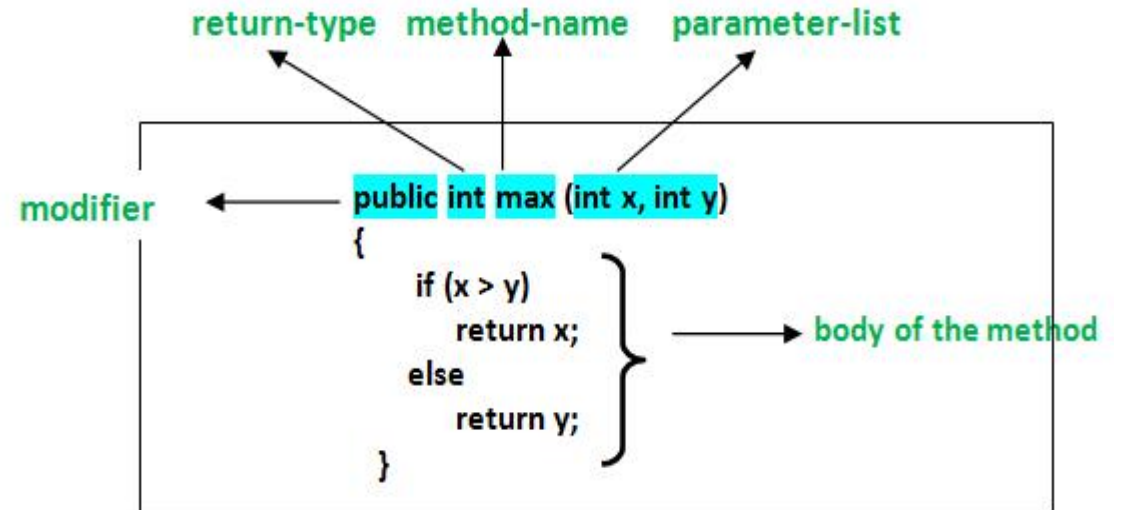 return-type method-name parameter-list
modifier
public int max (int x, int y)
{
if (x > y)
return x;
else
return y;
}
body of the method